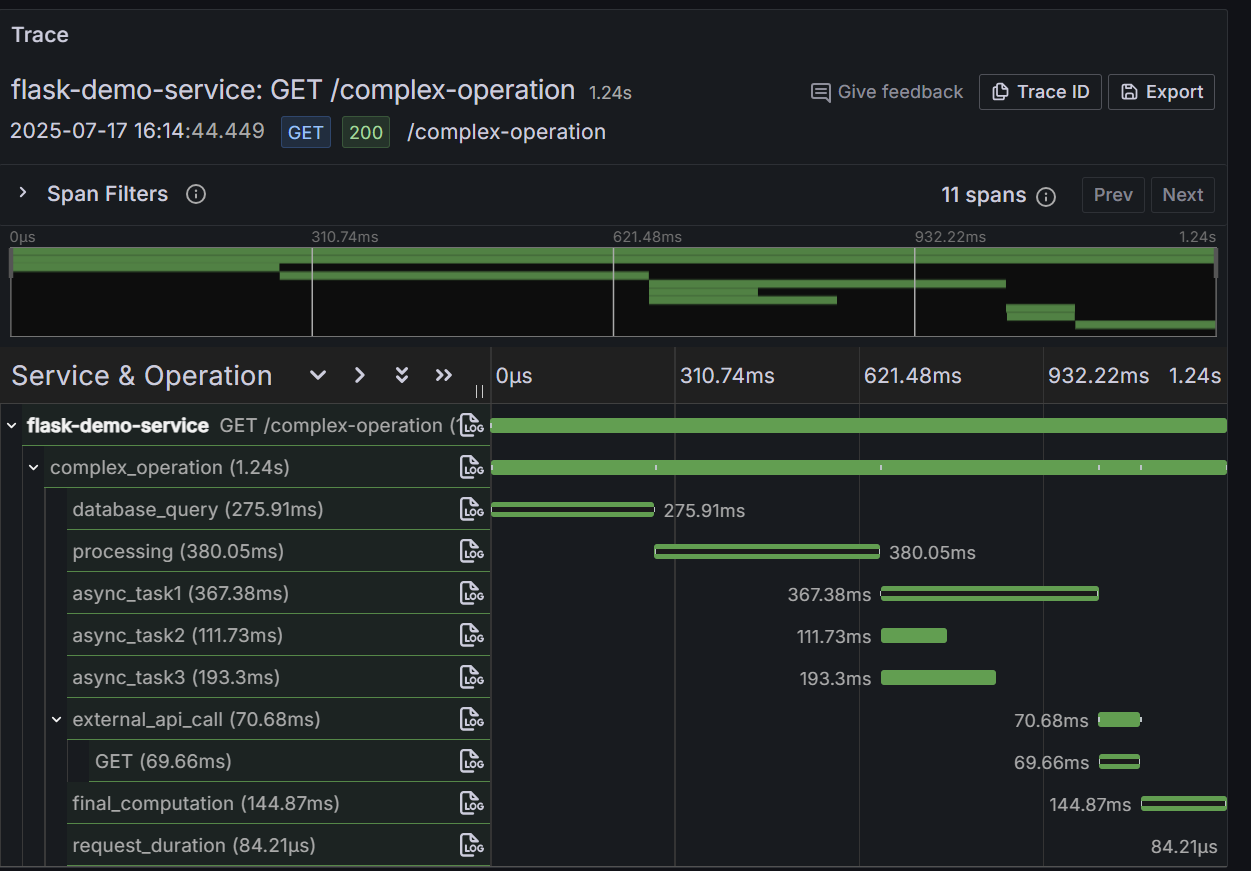 Trace
flask-demo-service: GET /complex-operation 1.24s
Give feedback
Trace ID
Export
2025-07-17 16:14:44.449 GET 200 /complex-operation
Span Filters
11 spans
Prev
Next
0μs 310.74ms 621.48ms 932.22ms 1.24s
Service & Operation
0μs 310.74ms 621.48ms 932.22ms 1.24s
flask-demo-service GET /complex-operation (1 LOG
complex_operation (1.24s) LOG
database_query (275.91ms) LOG 275.91ms
processing (380.05ms) LOG 380.05ms
async_task1 (367.38ms) LOG 367.38ms
async_task2 (111.73ms) LOG 111.73ms
async_task3 (193.3ms) LOG 193.3ms
external_api_call (70.68ms) LOG 70.68ms
GET (69.66ms) LOG 69.66ms
final_computation (144.87ms) LOG 144.87ms
request_duration (84.21μs) LOG 84.21μs